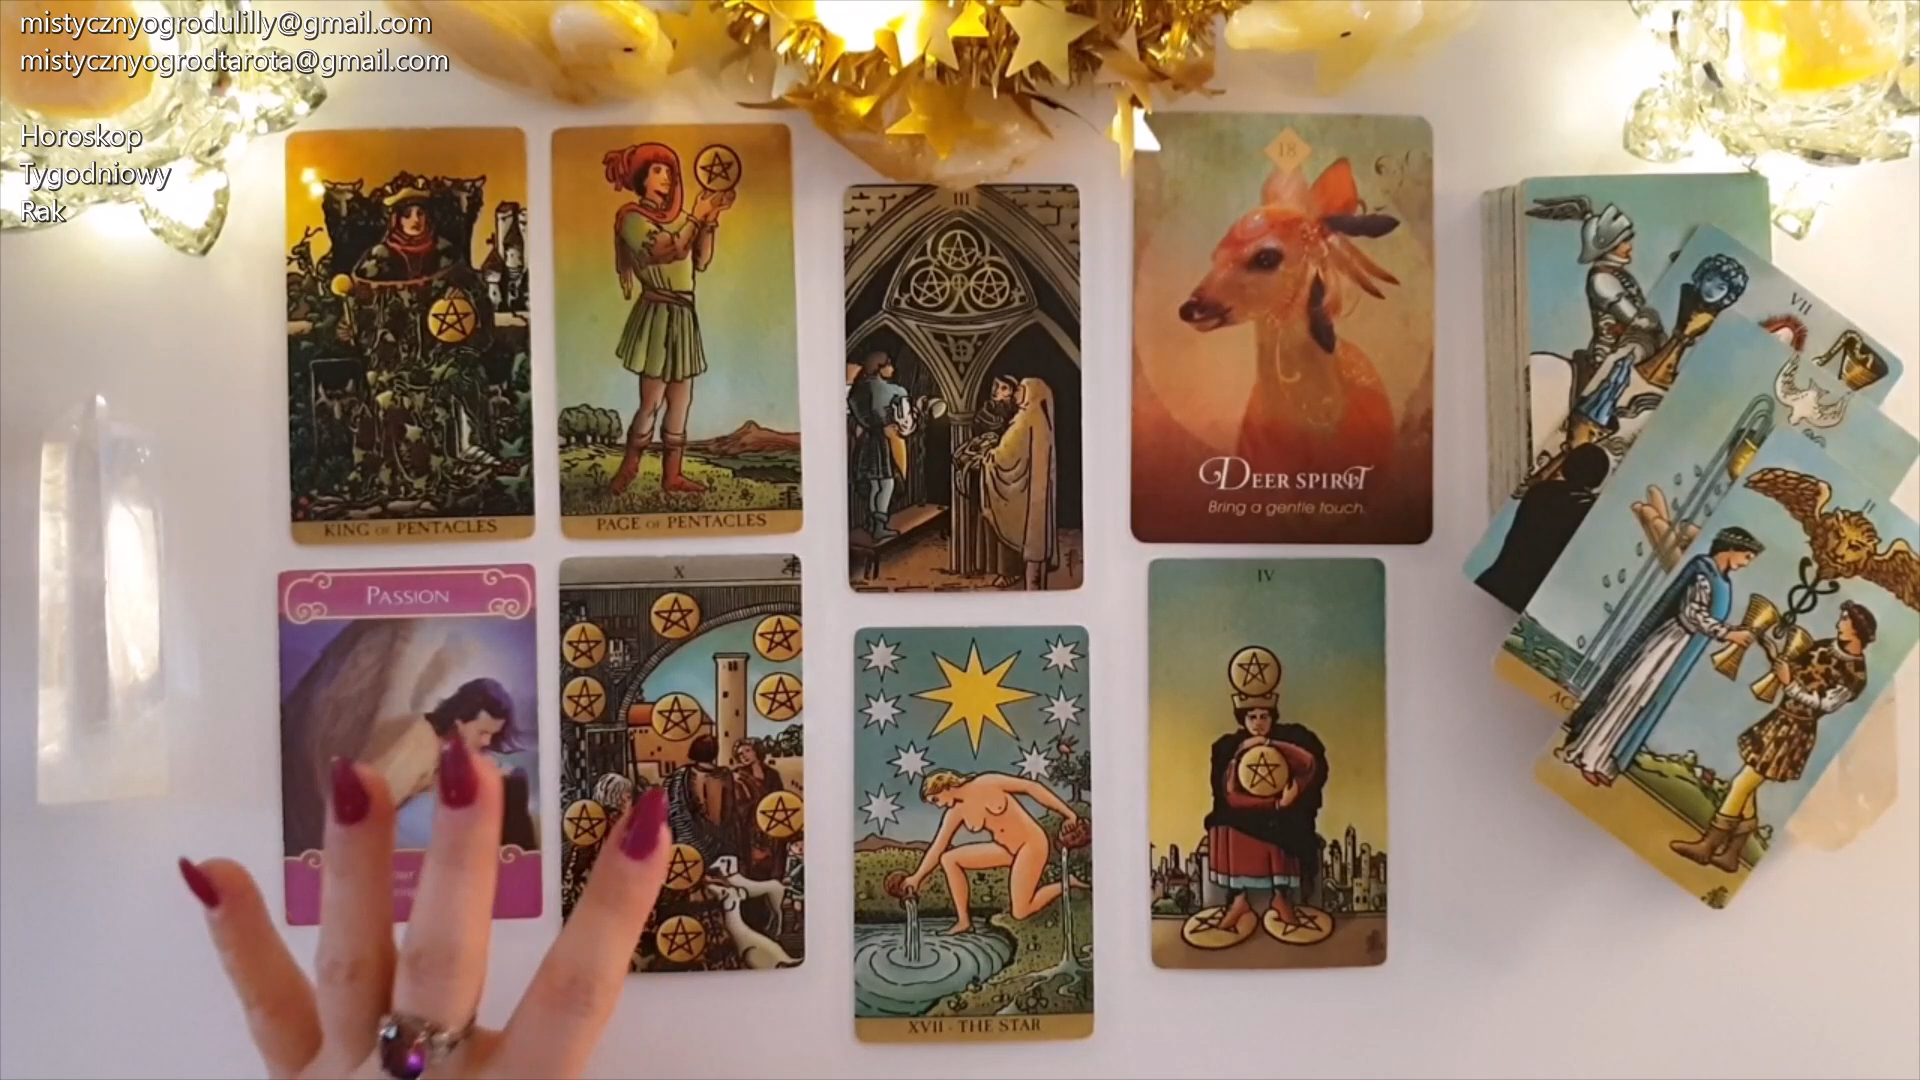 mistycznyogrodulilly@gmail.com
mistycznyogrodtarota@gmail.com
Horoskop
Tygodniowy
Rak
KING OF PENTACLES
PAGE OF PENTACLES
III
18
DEER SPIRIT
Bring a gentle touch.
PASSION
X
XVII - THE STAR
IV
VII
II